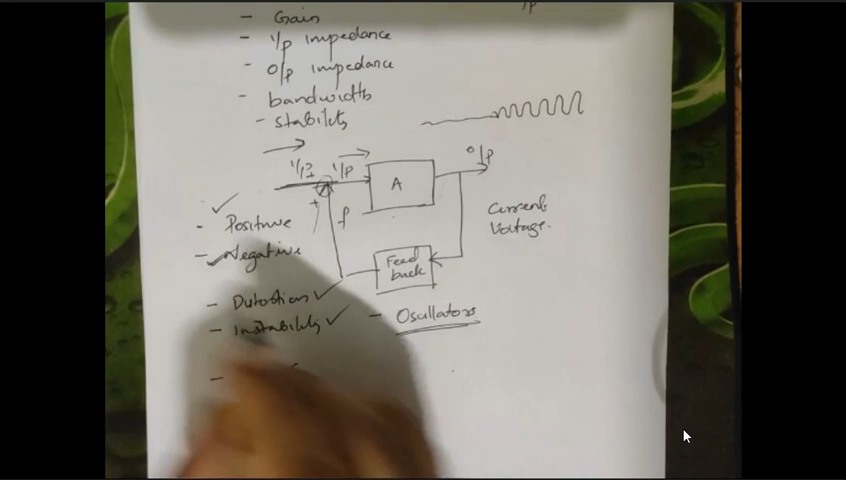 - Gain
- I/p impedance
- O/p impedance
- bandwidth
- stability
I/P
O/P
A
+
Current
Voltage.
- Positive
- Negative
Feed
back
- Distortion
- Instability
- Oscillators